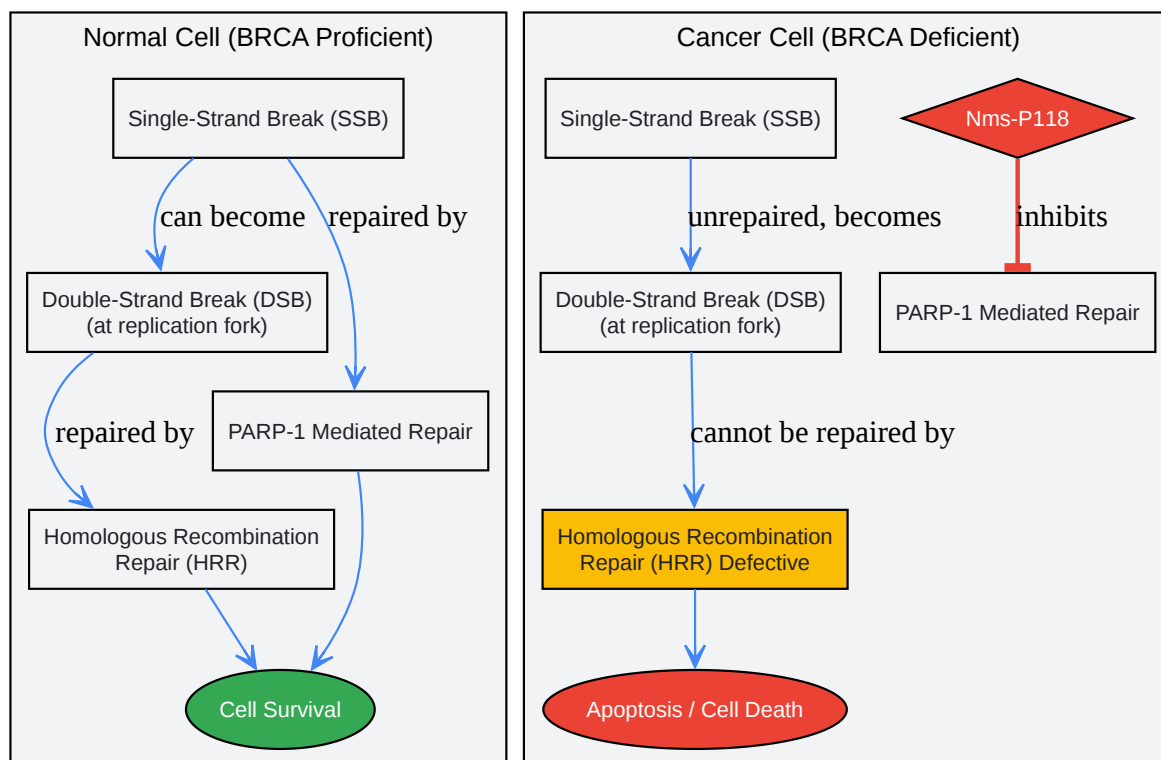 Normal Cell (BRCA Proficient)
Single-Strand Break (SSB)
can become
repaired by
Double-Strand Break (DSB)
(at replication fork)
repaired by
PARP-1 Mediated Repair
Homologous Recombination
Repair (HRR)
Cell Survival
Cancer Cell (BRCA Deficient)
Single-Strand Break (SSB)
Nms-P118
unrepaired, becomes
inhibits
Double-Strand Break (DSB)
(at replication fork)
PARP-1 Mediated Repair
cannot be repaired by
Homologous Recombination
Repair (HRR) Defective
Apoptosis / Cell Death